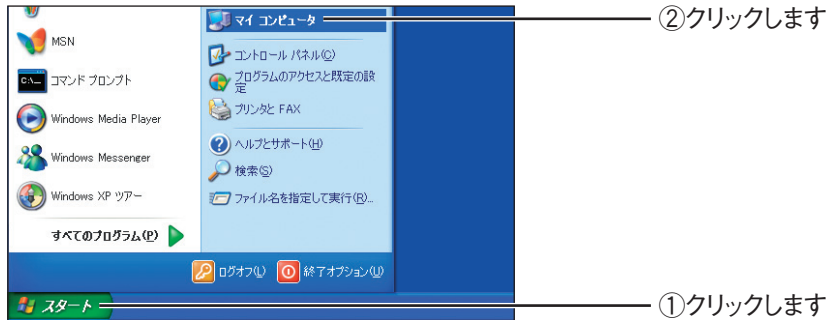 マイ コンピュータ
②クリックします
MSN
コントロール パネル(C)
コマンド プロンプト
プログラムのアクセスと既定の設
定
Windows Media Player
プリンタと FAX
Windows Messenger
ヘルプとサポート(H)
検索(S)
Windows XP ツアー
ファイル名を指定して実行(R)...
すべてのプログラム(P)
ログオフ(L)
終了オプション(U)
スタート
①クリックします